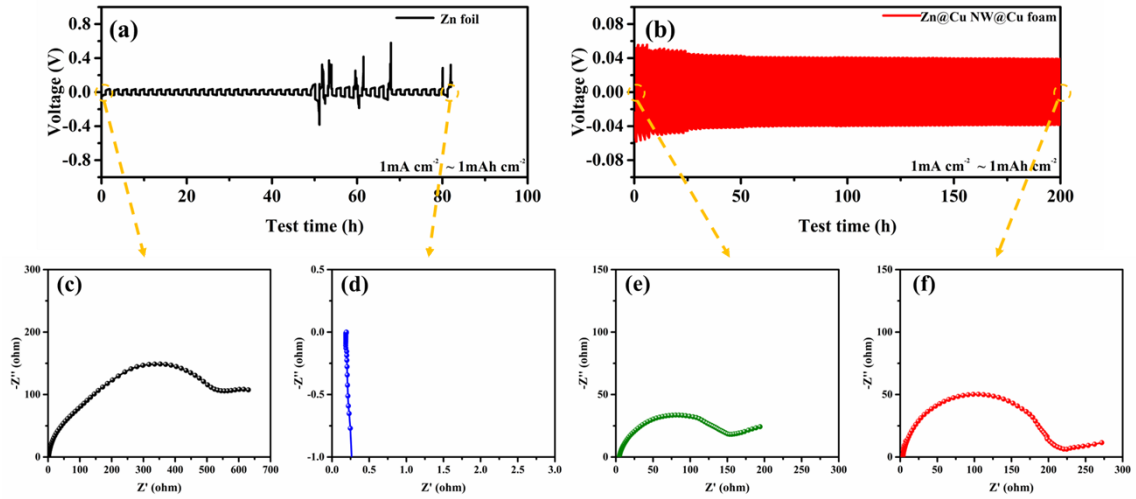 (a)
Zn foil
0.8
0.4
0.0
-0.4
-0.8
Voltage (V)
1mA cm⁻² ~ 1mAh cm⁻²
0 20 40 60 80 100
Test time (h)
(b)
Zn@Cu NW@Cu foam
0.08
0.04
0.00
-0.04
-0.08
Voltage (V)
1mA cm⁻² ~ 1mAh cm⁻²
0 50 100 150 200
Test time (h)
(c)
300
200
100
0
-Z'' (ohm)
0 100 200 300 400 500 600 700
Z' (ohm)
(d)
0.5
0.0
-0.5
-1.0
-Z'' (ohm)
0.0 0.5 1.0 1.5 2.0 2.5 3.0
Z' (ohm)
(e)
150
100
50
0
-Z'' (ohm)
0 50 100 150 200 250 300
Z' (ohm)
(f)
150
100
50
0
-Z'' (ohm)
0 50 100 150 200 250 300
Z' (ohm)